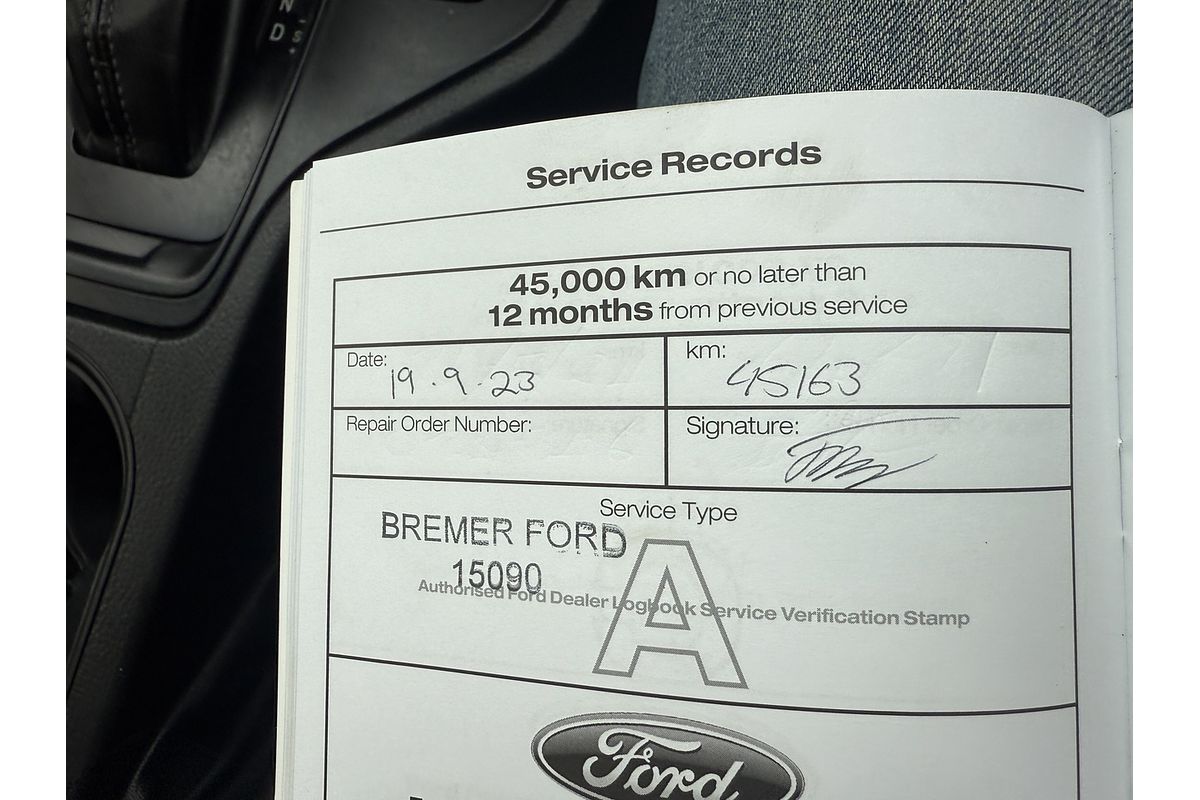 N
D S
Service Records
45,000 km or no later than
12 months from previous service
Date: 19.9.23
km: 45163
Repair Order Number:
Signature:
Service Type
BREMER FORD
15090
A
Authorised Ford Dealer Logbook Service Verification Stamp
Ford